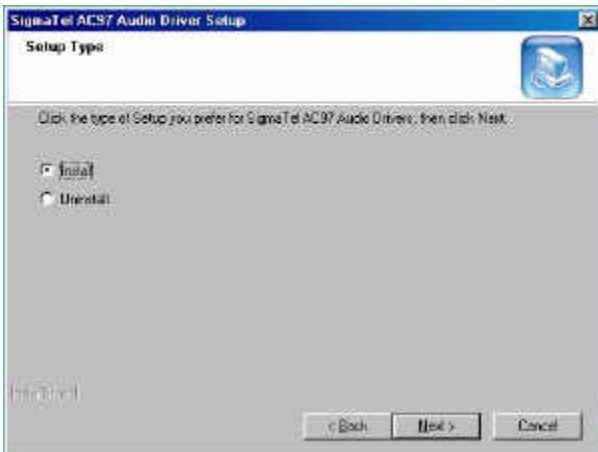 SigmaTel AC97 Audio Driver Setup
Setup Type
Click the type of Setup you prefer for SigmaTel AC97 Audio Drivers, then click Next.
Install
Uninstall
InstallShield
< Back
Next >
Cancel